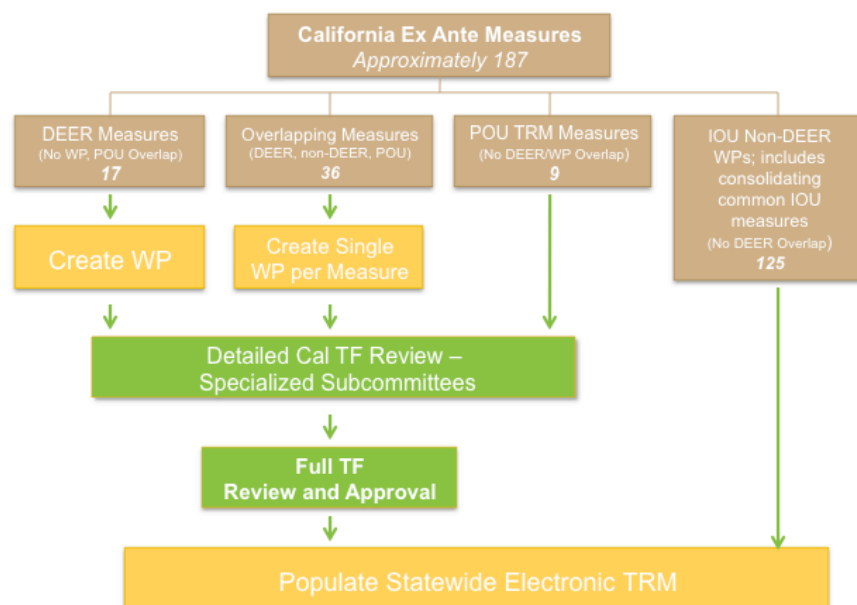 California Ex Ante Measures
Approximately 187
DEER Measures
(No WP, POU Overlap)
17
Overlapping Measures
(DEER, non-DEER, POU)
36
POU TRM Measures
(No DEER/WP Overlap)
9
IOU Non-DEER
WPs; includes
consolidating
common IOU
measures
(No DEER Overlap)
125
Create WP
Create Single
WP per Measure
Detailed Cal TF Review –
Specialized Subcommittees
Full TF
Review and Approval
Populate Statewide Electronic TRM